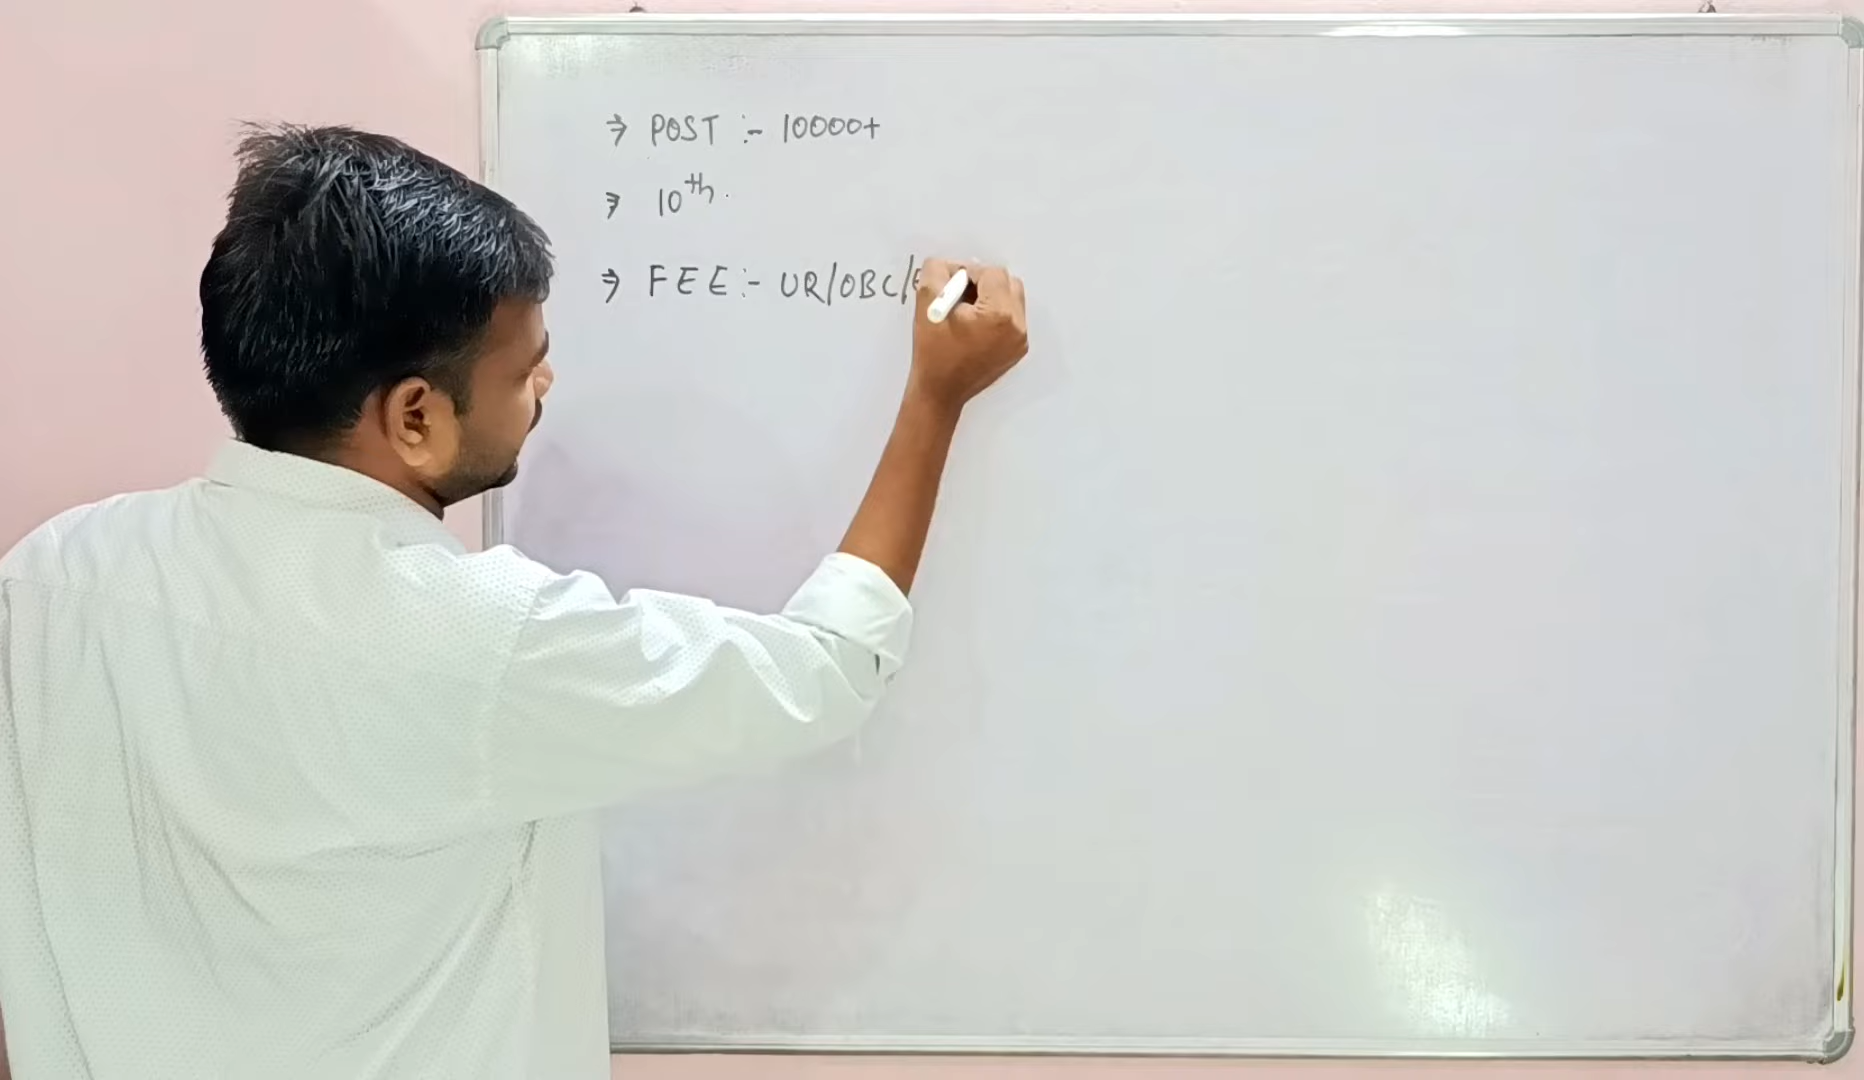 ⇒ POST :- 10000+
⇒ 10th.
⇒ FEE :- UR/OBC/